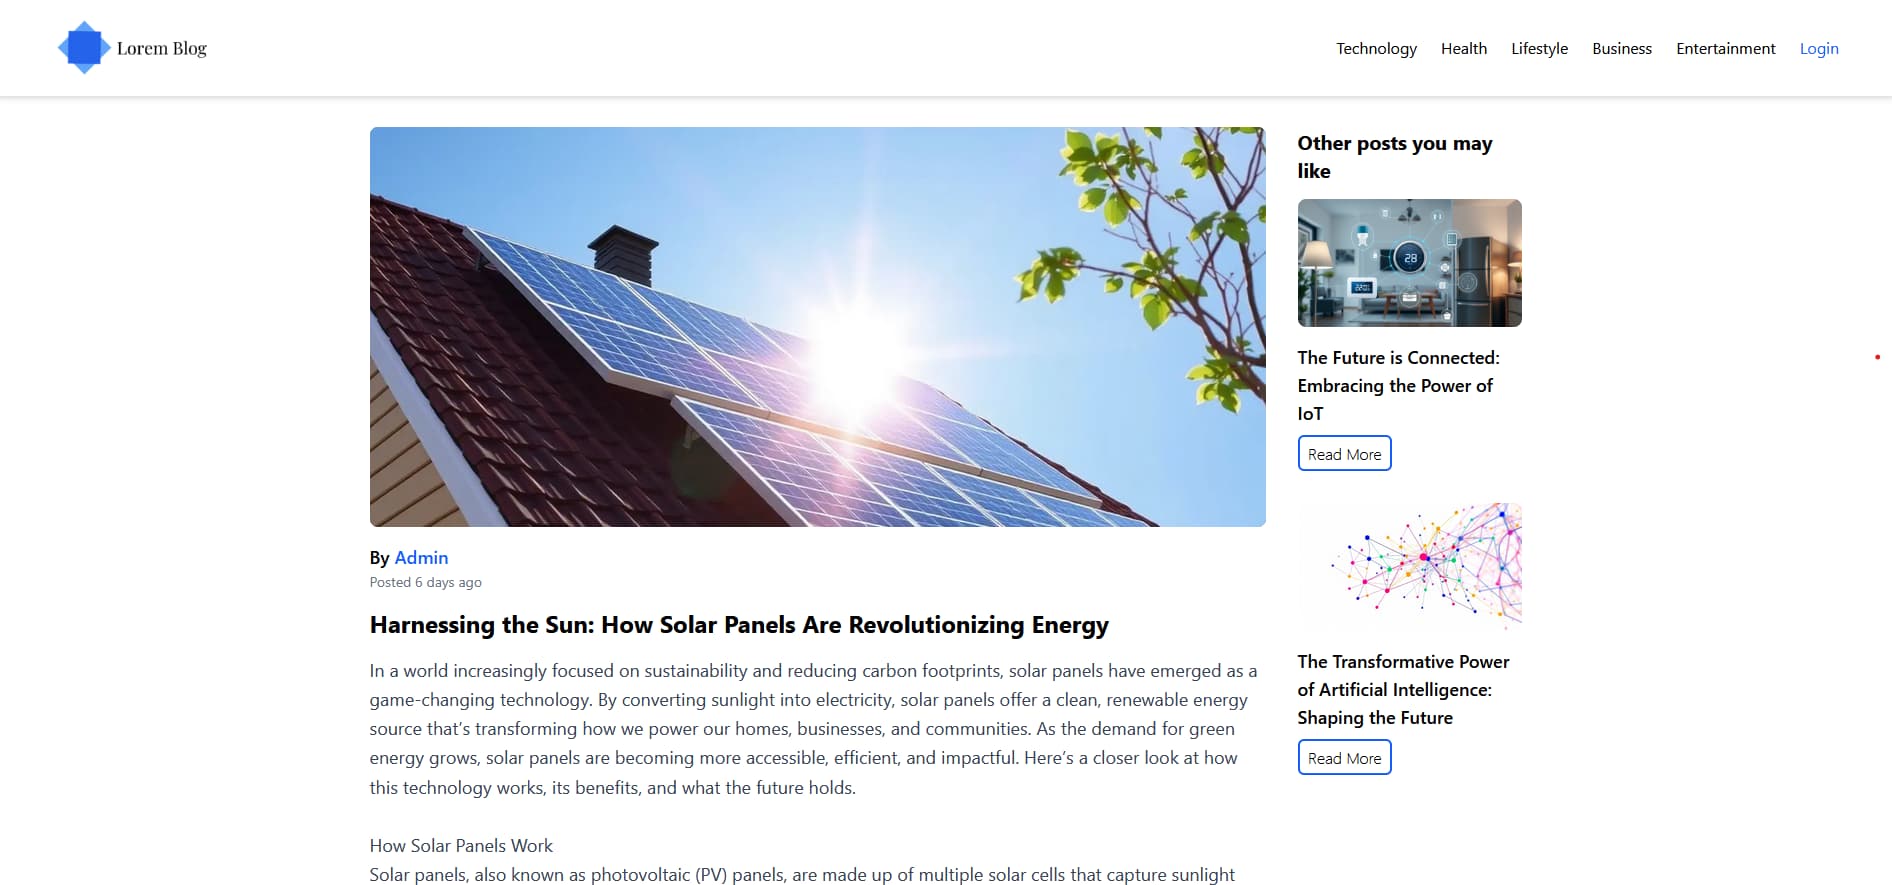 Lorem Blog
Technology Health Lifestyle Business Entertainment Login
Other posts you may
like
28
The Future is Connected:
Embracing the Power of
IoT
Read More
By Admin
Posted 6 days ago
Harnessing the Sun: How Solar Panels Are Revolutionizing Energy
In a world increasingly focused on sustainability and reducing carbon footprints, solar panels have emerged as a
game-changing technology. By converting sunlight into electricity, solar panels offer a clean, renewable energy
source that’s transforming how we power our homes, businesses, and communities. As the demand for green
energy grows, solar panels are becoming more accessible, efficient, and impactful. Here’s a closer look at how
this technology works, its benefits, and what the future holds.
How Solar Panels Work
Solar panels, also known as photovoltaic (PV) panels, are made up of multiple solar cells that capture sunlight
The Transformative Power
of Artificial Intelligence:
Shaping the Future
Read More